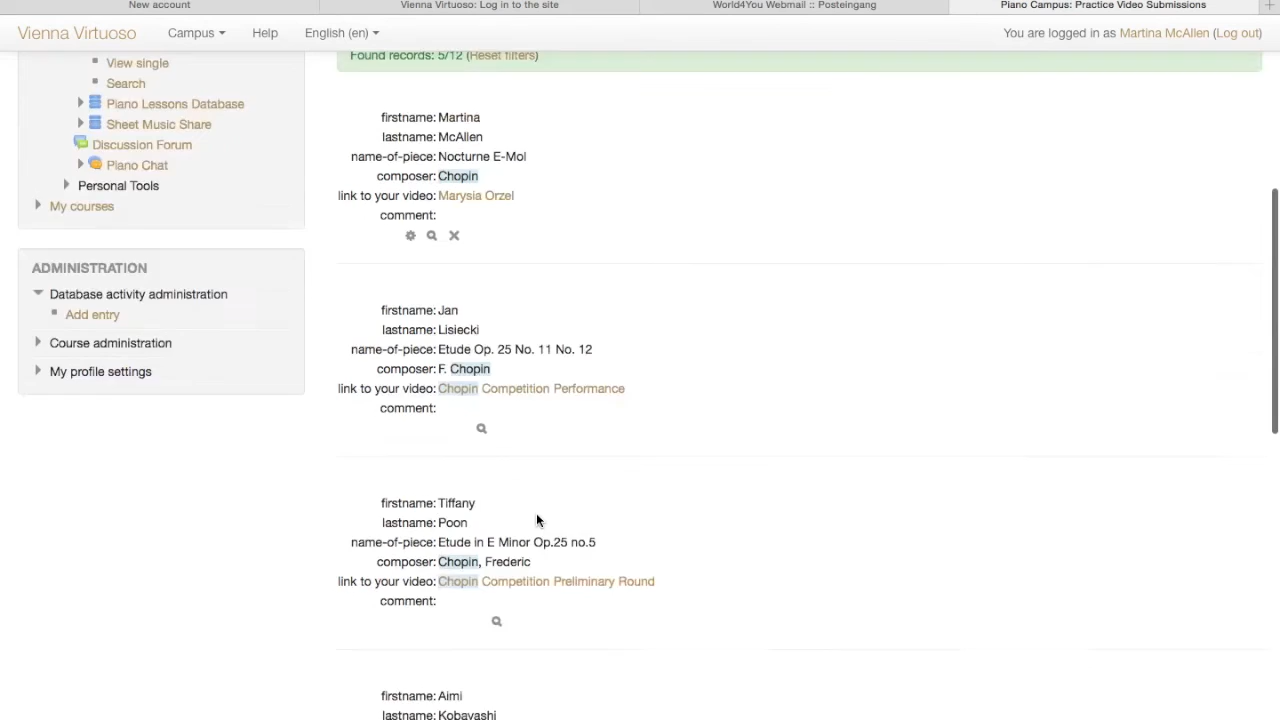 New account
Vienna Virtuoso: Log in to the site
World4You Webmail :: Posteingang
Piano Campus: Practice Video Submissions
Vienna Virtuoso
Campus
Help
English (en)
You are logged in as Martina McAllen (Log out)
View single
Search
Piano Lessons Database
Sheet Music Share
Discussion Forum
Piano Chat
Personal Tools
My courses
ADMINISTRATION
Database activity administration
Add entry
Course administration
My profile settings
Found records: 5/12 (Reset filters)
firstname: Martina
lastname: McAllen
name-of-piece: Nocturne E-Mol
composer: Chopin
link to your video: Marysia Orzel
comment:
firstname: Jan
lastname: Lisiecki
name-of-piece: Etude Op. 25 No. 11 No. 12
composer: F. Chopin
link to your video: Chopin Competition Performance
comment:
firstname: Tiffany
lastname: Poon
name-of-piece: Etude in E Minor Op.25 no.5
composer: Chopin, Frederic
link to your video: Chopin Competition Preliminary Round
comment:
firstname: Aimi
lastname: Kobayashi